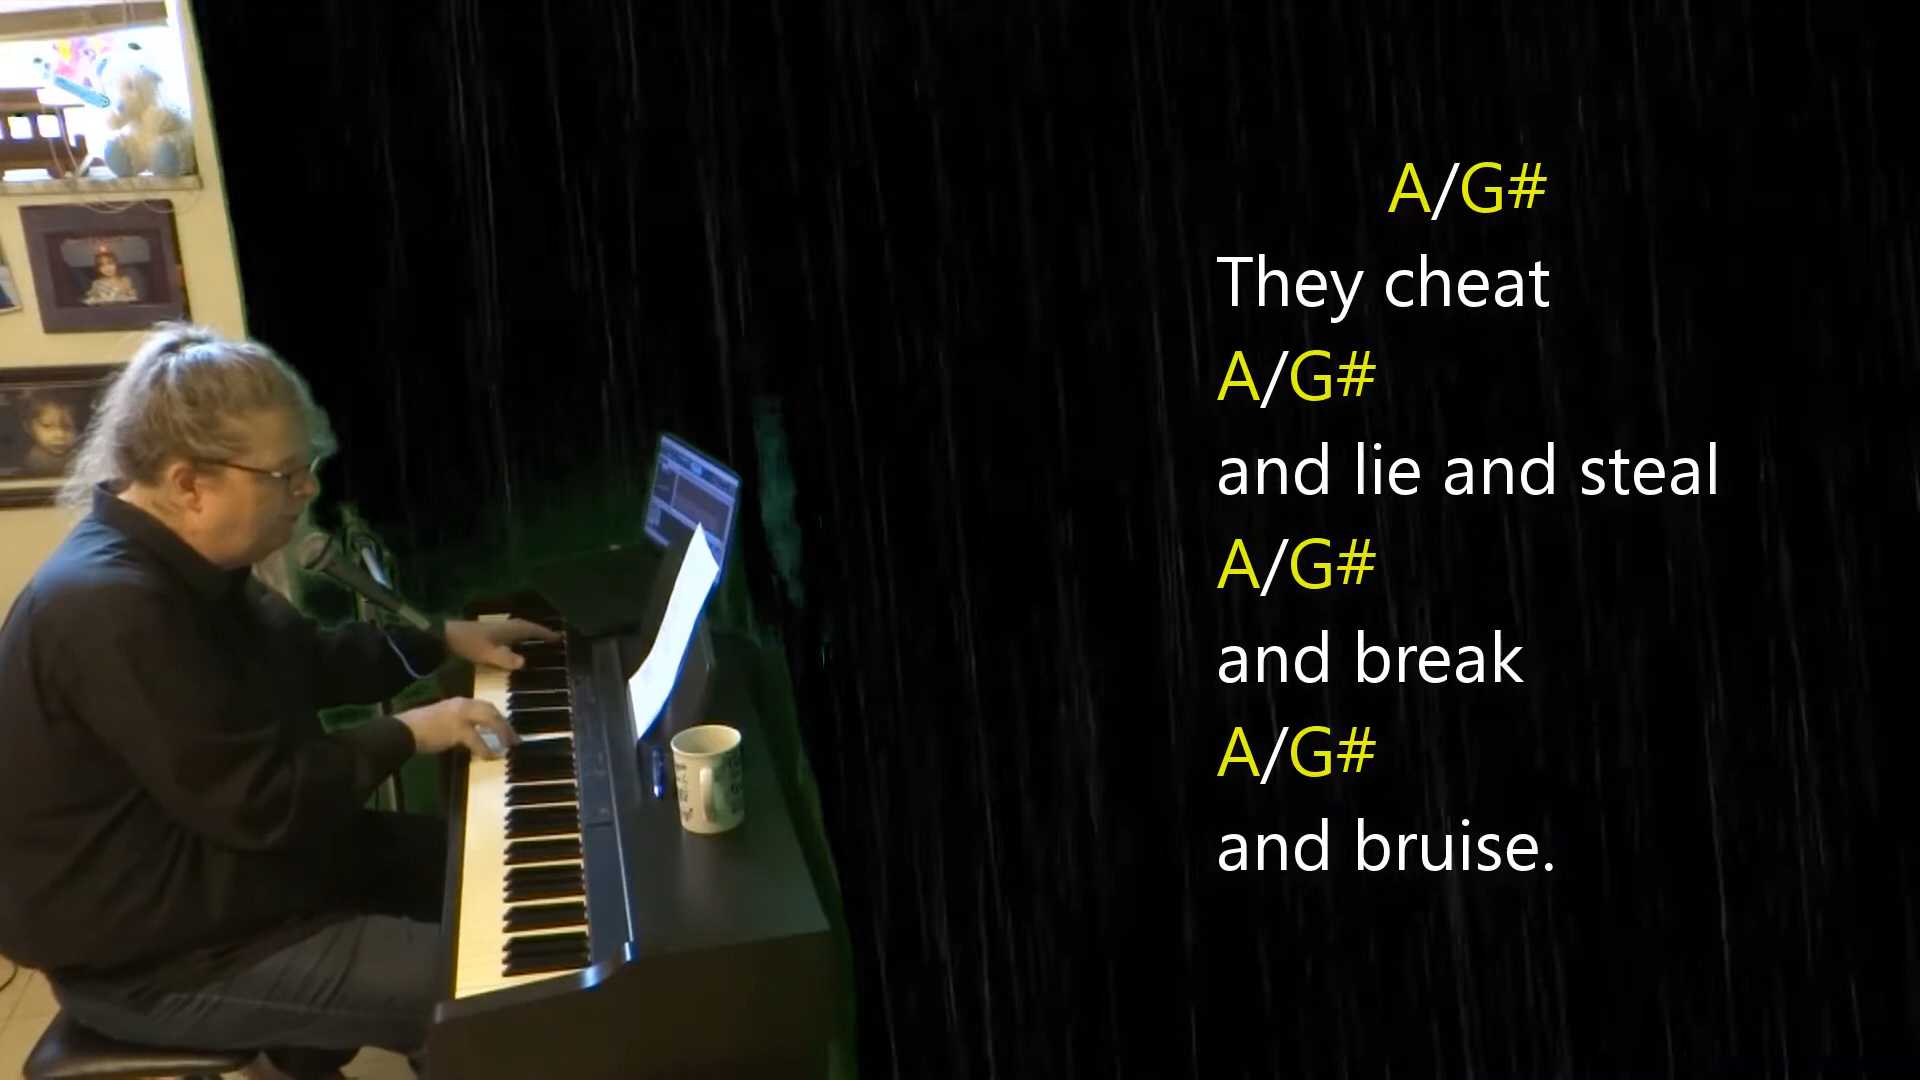 A/G#
They cheat
A/G#
and lie and steal
A/G#
and break
A/G#
and bruise.